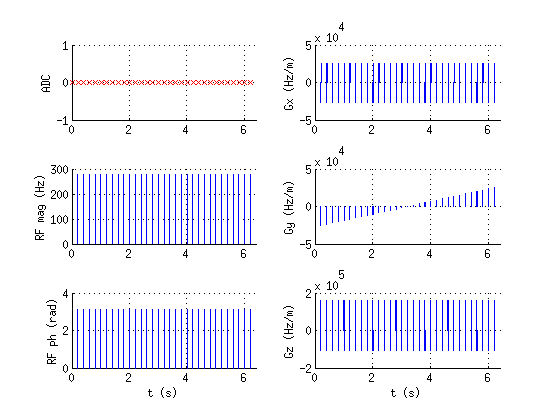 1
0
-1
ADC
0 2 4 6
x 10 4
5
0
-5
Gx (Hz/m)
0 2 4 6
300
200
100
0
RF mag (Hz)
0 2 4 6
x 10 4
5
0
-5
Gy (Hz/m)
0 2 4 6
4
2
0
RF ph (rad)
0 2 4 6
t (s)
x 10 5
2
0
-2
Gz (Hz/m)
0 2 4 6
t (s)